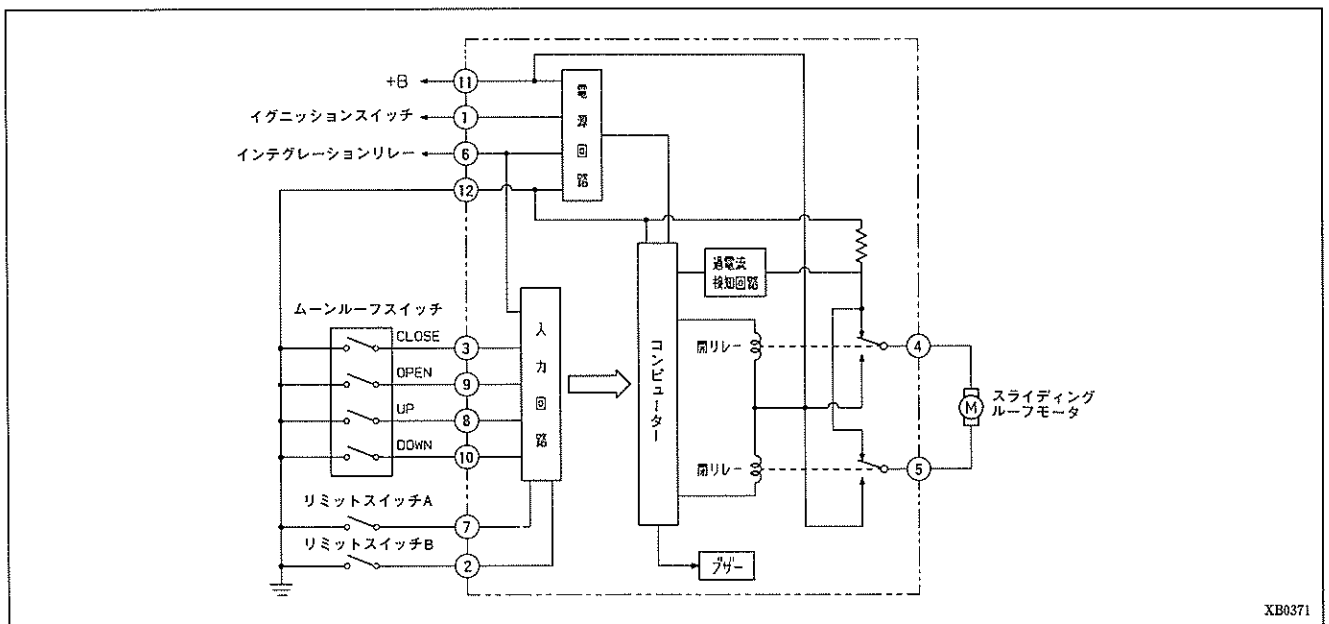 +B
11
電源回路
イグニッションスイッチ
1
インテグレーションリレー
6
12
過電流
検知回路
ムーンルーフスイッチ
CLOSE
3
OPEN
9
UP
8
DOWN
10
入力回路
コンピューター
開リレー
4
スライディング
ルーフモータ
M
開リレー
5
リミットスイッチA
7
リミットスイッチB
2
ブザー
XB0371